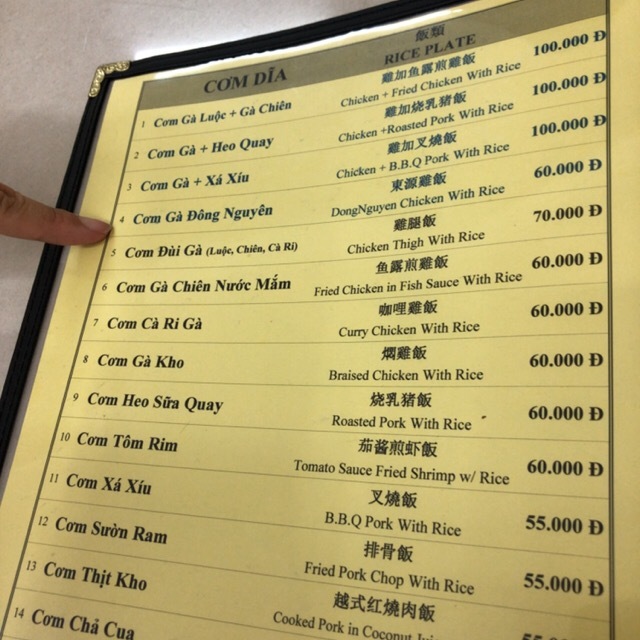 CƠM DĨA
飯類
RICE PLATE
1 Cơm Gà Luộc + Gà Chiên
雞加魚露煎雞飯
Chicken + Fried Chicken With Rice
100.000 Đ
2 Cơm Gà + Heo Quay
雞加烧乳豬飯
Chicken +Roasted Pork With Rice
100.000 Đ
3 Cơm Gà + Xá Xíu
雞加叉燒飯
Chicken + B.B.Q Pork With Rice
100.000 Đ
4 Cơm Gà Đông Nguyên
東源雞飯
DongNguyen Chicken With Rice
60.000 Đ
5 Cơm Đùi Gà (Luộc, Chiên, Cà Ri)
雞腿飯
Chicken Thigh With Rice
70.000 Đ
6 Cơm Gà Chiên Nước Mắm
鱼露煎雞飯
Fried Chicken in Fish Sauce With Rice
60.000 Đ
7 Cơm Cà Ri Gà
咖哩雞飯
Curry Chicken With Rice
60.000 Đ
8 Cơm Gà Kho
燜雞飯
Braised Chicken With Rice
60.000 Đ
9 Cơm Heo Sữa Quay
烧乳猪飯
Roasted Pork With Rice
60.000 Đ
10 Cơm Tôm Rim
茄酱煎虾飯
Tomato Sauce Fried Shrimp w/ Rice
60.000 Đ
11 Cơm Xá Xíu
叉燒飯
B.B.Q Pork With Rice
55.000 Đ
12 Cơm Sườn Ram
排骨飯
Fried Pork Chop With Rice
55.000 Đ
13 Cơm Thịt Kho
越式红燒肉飯
Cooked Pork in Coconut
55.000
14 Cơm Chả Cua